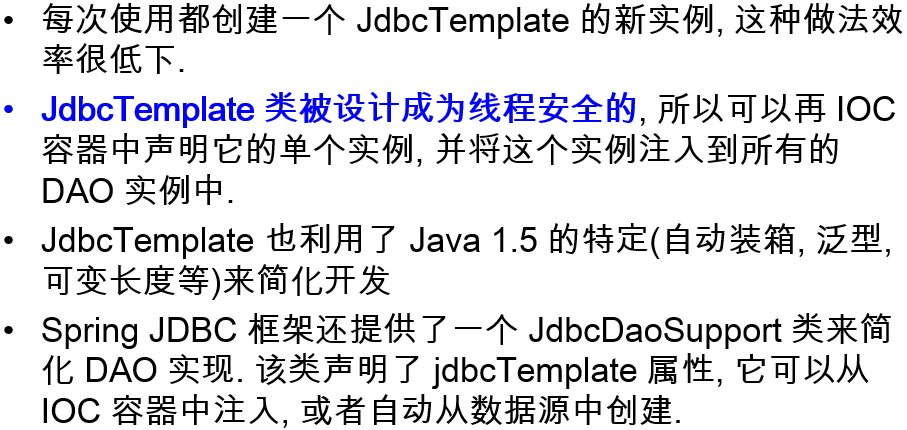 • 每次使用都创建一个 JdbcTemplate 的新实例, 这种做法效
率很低下.
• JdbcTemplate 类被设计成为线程安全的, 所以可以再 IOC
容器中声明它的单个实例, 并将这个实例注入到所有的
DAO 实例中.
• JdbcTemplate 也利用了 Java 1.5 的特定(自动装箱, 泛型,
可变长度等)来简化开发
• Spring JDBC 框架还提供了一个 JdbcDaoSupport 类来简
化 DAO 实现. 该类声明了 jdbcTemplate 属性, 它可以从
IOC 容器中注入, 或者自动从数据源中创建.